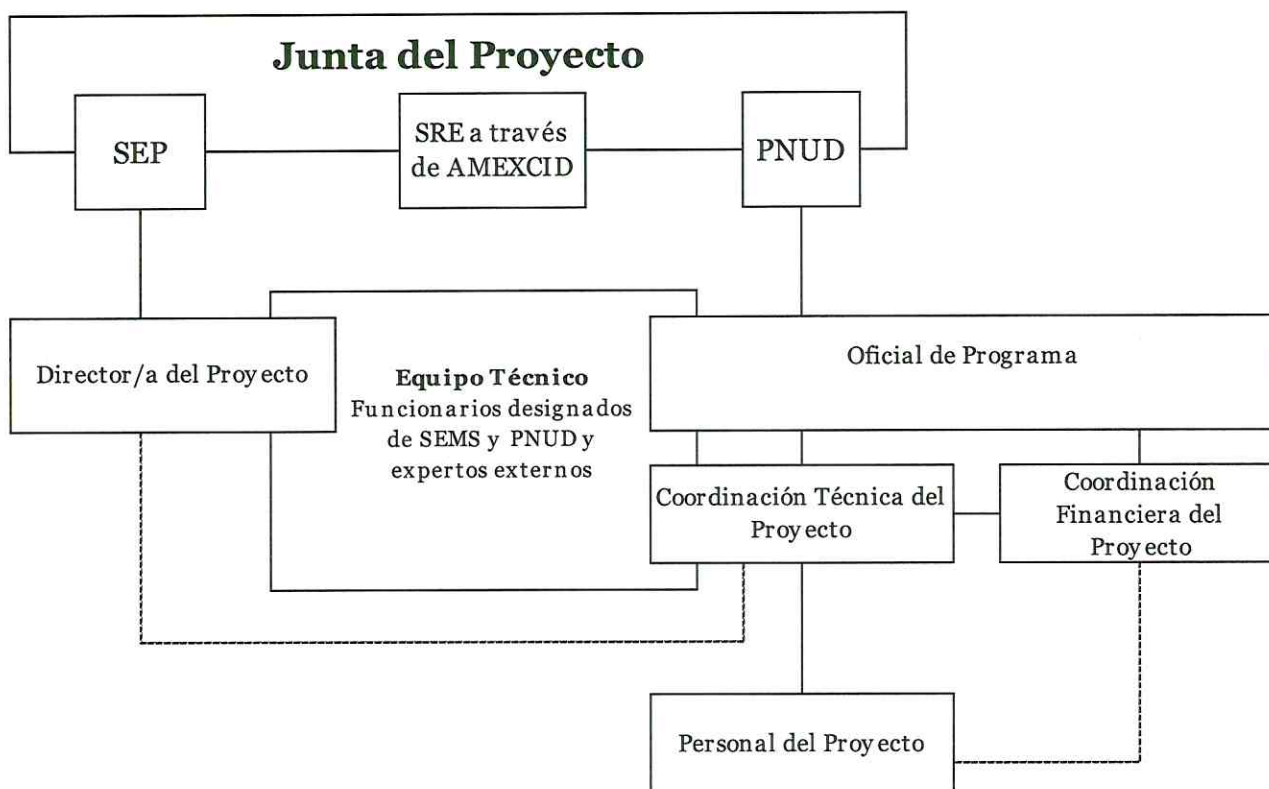 Junta del Proyecto
SEP
SRE a través
de AMEXCID
PNUD
Director/a del Proyecto
Equipo Técnico
Funcionarios designados
de SEMS y PNUD y
expertos externos
Oficial de Programa
Coordinación Técnica del
Proyecto
Coordinación
Financiera del
Proyecto
Personal del Proyecto